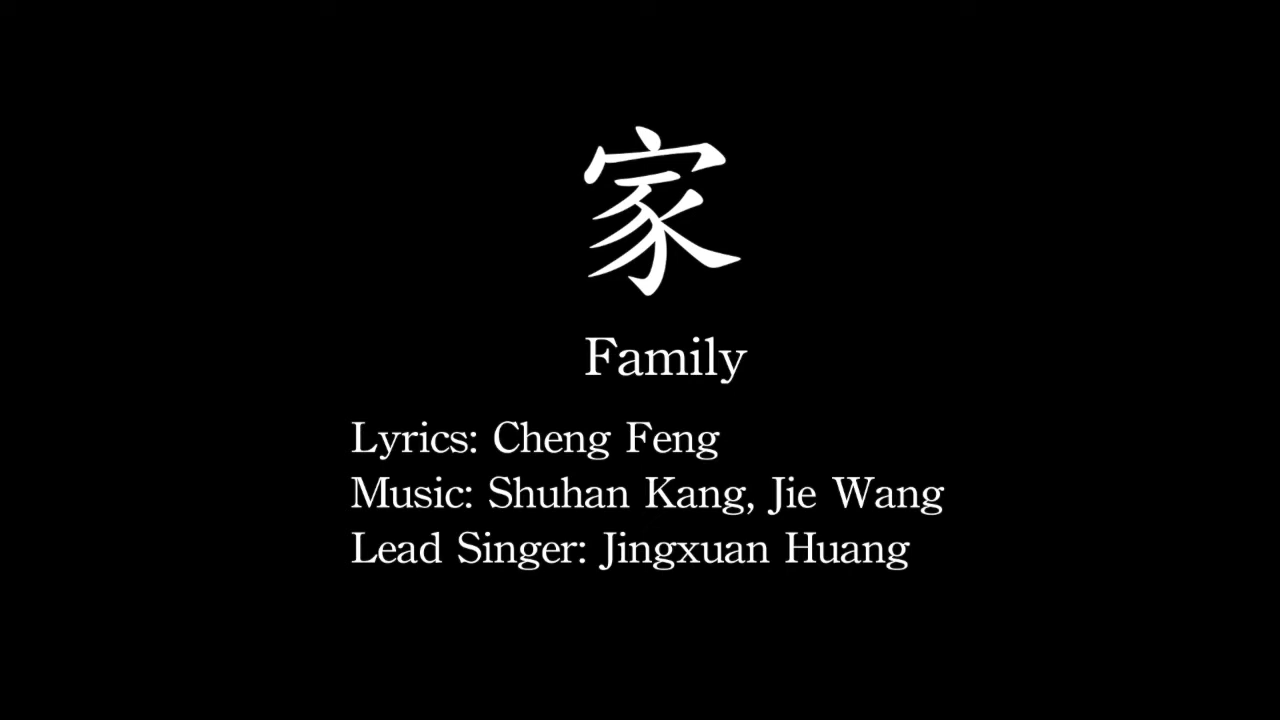 家
Family
Lyrics: Cheng Feng
Music: Shuhan Kang, Jie Wang
Lead Singer: Jingxuan Huang